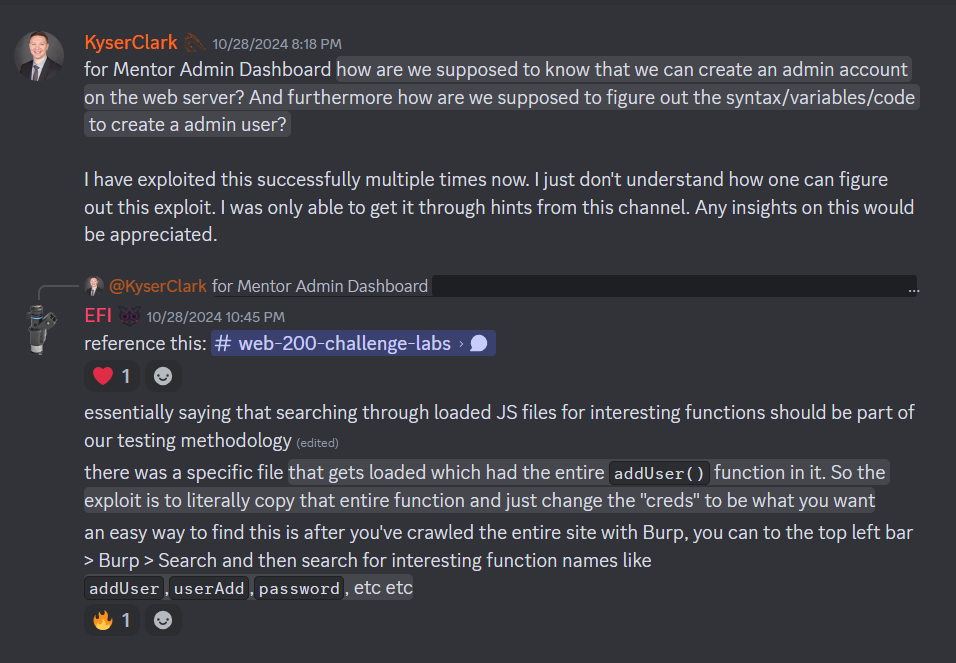 KyserClark 10/28/2024 8:18 PM
for Mentor Admin Dashboard how are we supposed to know that we can create an admin account
on the web server? And furthermore how are we supposed to figure out the syntax/variables/code
to create a admin user?
I have exploited this successfully multiple times now. I just don't understand how one can figure
out this exploit. I was only able to get it through hints from this channel. Any insights on this would
be appreciated.
@KyserClark for Mentor Admin Dashboard ...
EFI 10/28/2024 10:45 PM
reference this: # web-200-challenge-labs ›
1
essentially saying that searching through loaded JS files for interesting functions should be part of
our testing methodology (edited)
there was a specific file that gets loaded which had the entire addUser() function in it. So the
exploit is to literally copy that entire function and just change the "creds" to be what you want
an easy way to find this is after you've crawled the entire site with Burp, you can to the top left bar
> Burp > Search and then search for interesting function names like
addUser, userAdd, password, etc etc
1